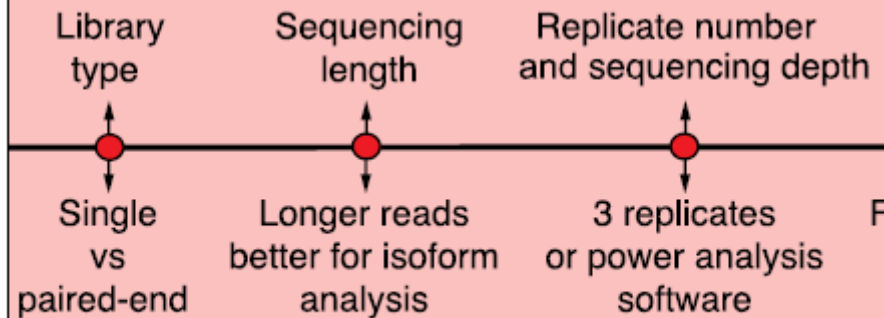 Library
type
Sequencing
length
Replicate number
and sequencing depth
Single
vs
paired-end
Longer reads
better for isoform
analysis
3 replicates
or power analysis
software